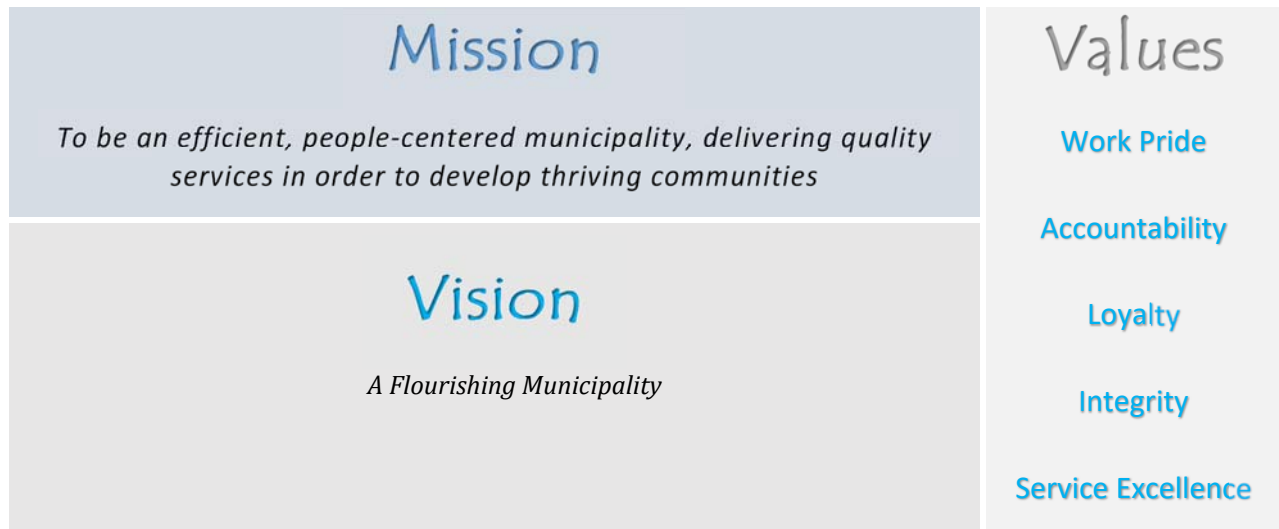 Mission
To be an efficient, people-centered municipality, delivering quality
services in order to develop thriving communities
Vision
A Flourishing Municipality
Values
Work Pride
Accountability
Loyalty
Integrity
Service Excellence